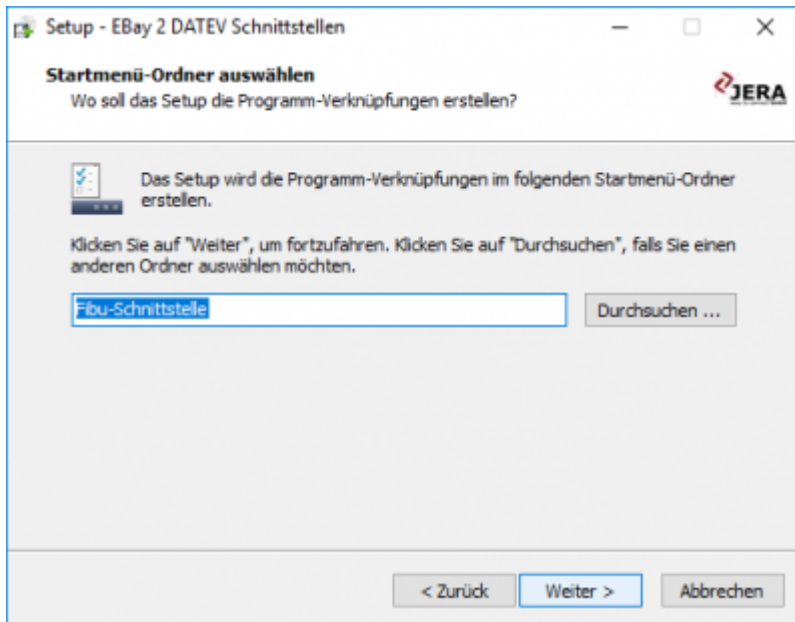 Setup - EBay 2 DATEV Schnittstellen
Startmenü-Ordner auswählen
Wo soll das Setup die Programm-Verknüpfungen erstellen?
JERA
Das Setup wird die Programm-Verknüpfungen im folgenden Startmenü-Ordner
erstellen.
Klicken Sie auf "Weiter", um fortzufahren. Klicken Sie auf "Durchsuchen", falls Sie einen
anderen Ordner auswählen möchten.
Fibu-Schnittstelle
Durchsuchen ...
< Zurück
Weiter >
Abbrechen